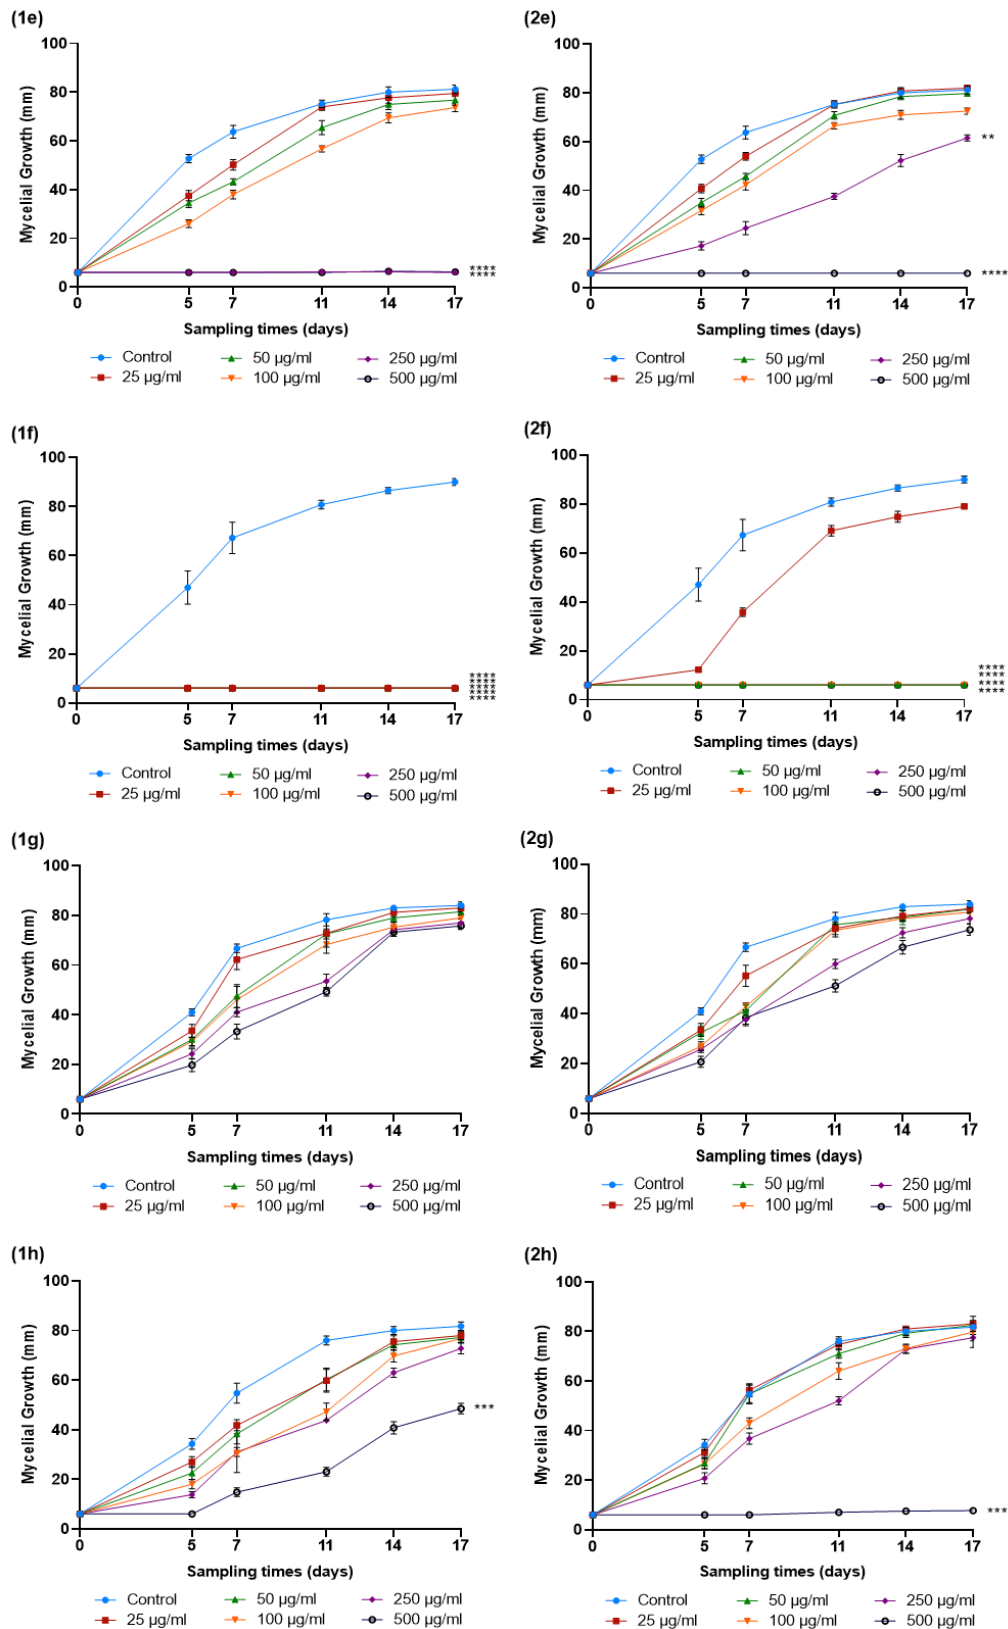 (1e)
Mycelial Growth (mm)
100
80
60
40
20
0
****
****
0 5 7 11 14 17
Sampling times (days)
Control 50 µg/ml 250 µg/ml
25 µg/ml 100 µg/ml 500 µg/ml
(2e)
Mycelial Growth (mm)
100
80
60
40
20
0
**
****
0 5 7 11 14 17
Sampling times (days)
Control 50 µg/ml 250 µg/ml
25 µg/ml 100 µg/ml 500 µg/ml
(1f)
Mycelial Growth (mm)
100
80
60
40
20
0
****
****
****
****
****
0 5 7 11 14 17
Sampling times (days)
Control 50 µg/ml 250 µg/ml
25 µg/ml 100 µg/ml 500 µg/ml
(2f)
Mycelial Growth (mm)
100
80
60
40
20
0
****
****
****
****
0 5 7 11 14 17
Sampling times (days)
Control 50 µg/ml 250 µg/ml
25 µg/ml 100 µg/ml 500 µg/ml
(1g)
Mycelial Growth (mm)
100
80
60
40
20
0
0 5 7 11 14 17
Sampling times (days)
Control 50 µg/ml 250 µg/ml
25 µg/ml 100 µg/ml 500 µg/ml
(2g)
Mycelial Growth (mm)
100
80
60
40
20
0
0 5 7 11 14 17
Sampling times (days)
Control 50 µg/ml 250 µg/ml
25 µg/ml 100 µg/ml 500 µg/ml
(1h)
Mycelial Growth (mm)
100
80
60
40
20
0
***
0 5 7 11 14 17
Sampling times (days)
Control 50 µg/ml 250 µg/ml
25 µg/ml 100 µg/ml 500 µg/ml
(2h)
Mycelial Growth (mm)
100
80
60
40
20
0
***
0 5 7 11 14 17
Sampling times (days)
Control 50 µg/ml 250 µg/ml
25 µg/ml 100 µg/ml 500 µg/ml